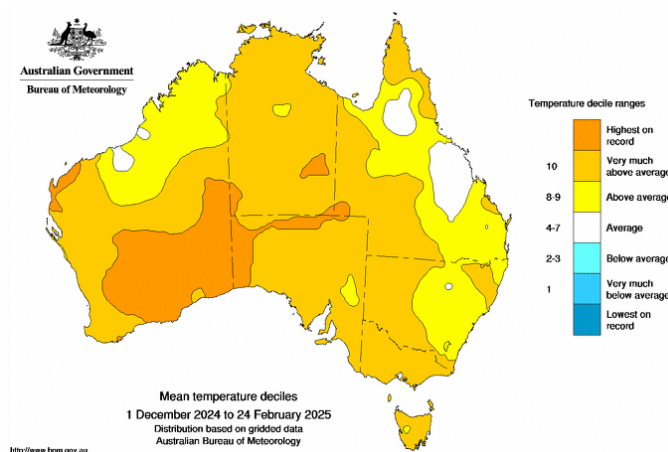 Australian Government
Bureau of Meteorology
Temperature decile ranges
Highest on
record
10
Very much
above average
8-9
Above average
4-7
Average
2-3
Below average
1
Very much
below average
Lowest on
record
Mean temperature deciles
1 December 2024 to 24 February 2025
Distribution based on gridded data
Australian Bureau of Meteorology
http://www.bom.gov.au